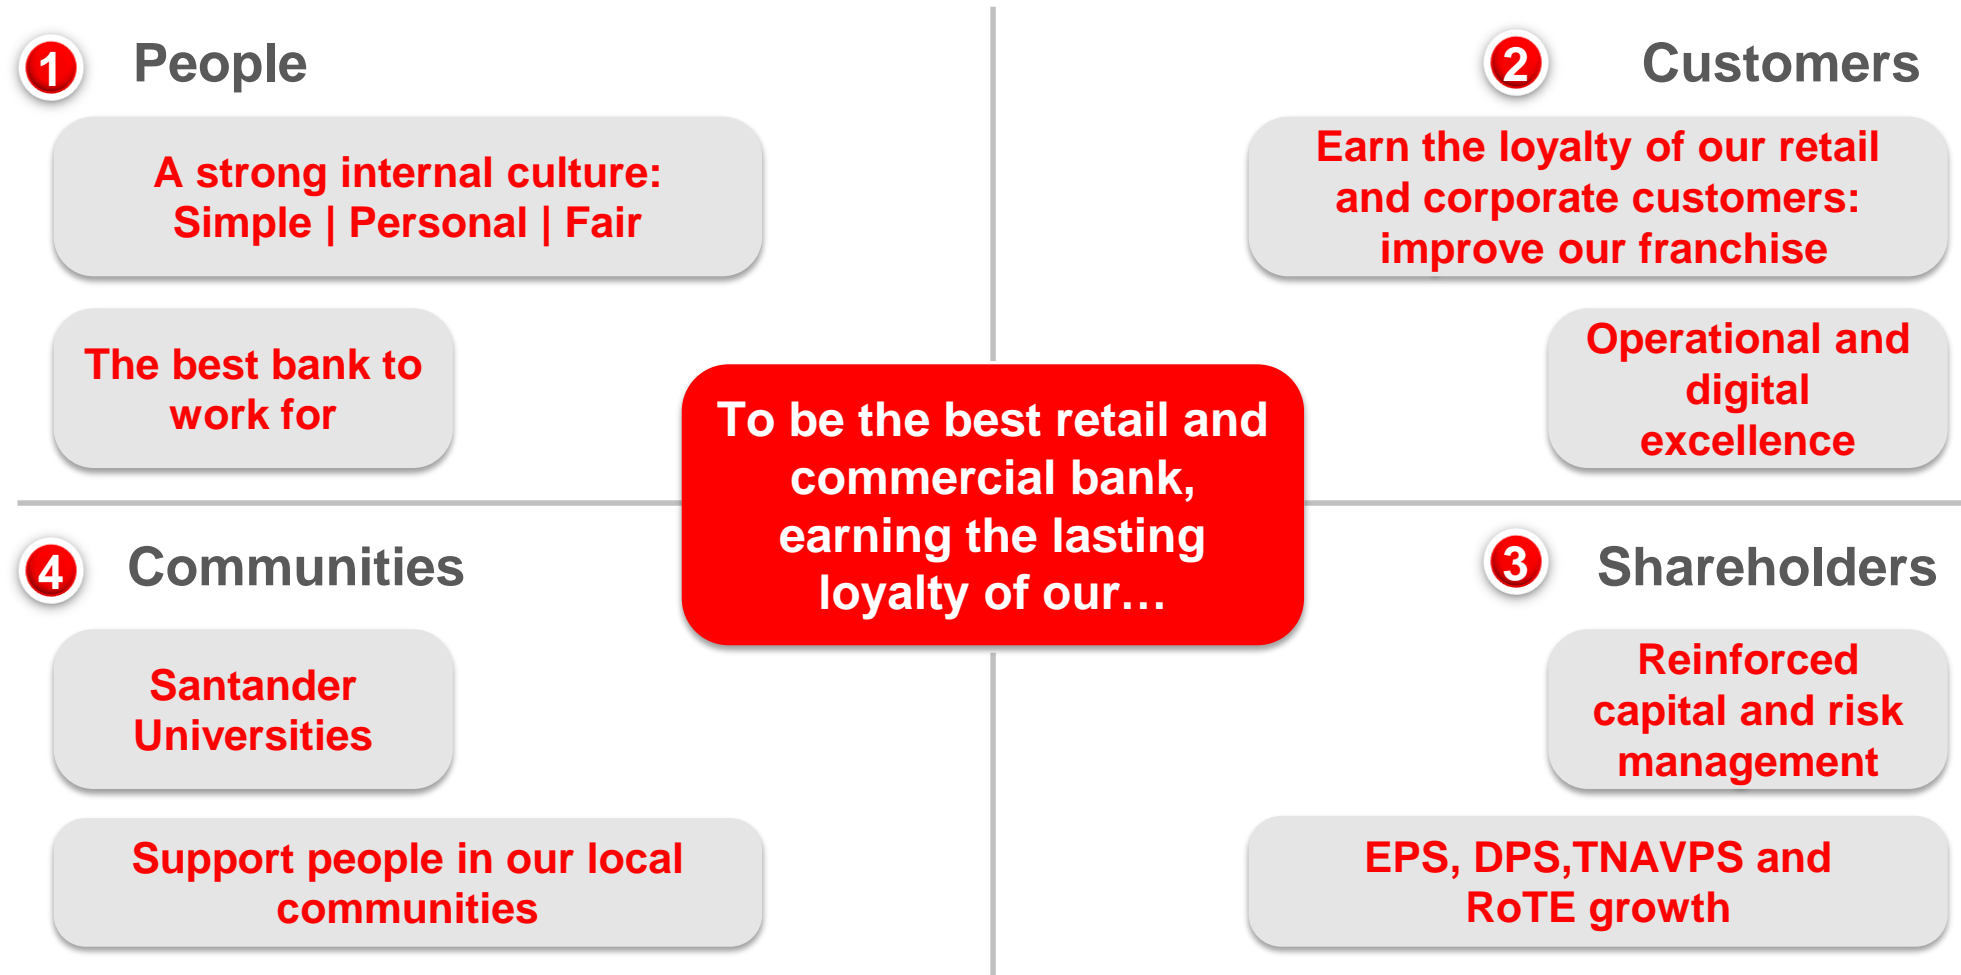 1
People
A strong internal culture:
Simple | Personal | Fair
The best bank to
work for
2
Customers
Earn the loyalty of our retail
and corporate customers:
improve our franchise
Operational and
digital
excellence
To be the best retail and
commercial bank,
earning the lasting
loyalty of our…
3
Shareholders
Reinforced
capital and risk
management
EPS, DPS,TNAVPS and
RoTE growth
4
Communities
Santander
Universities
Support people in our local
communities